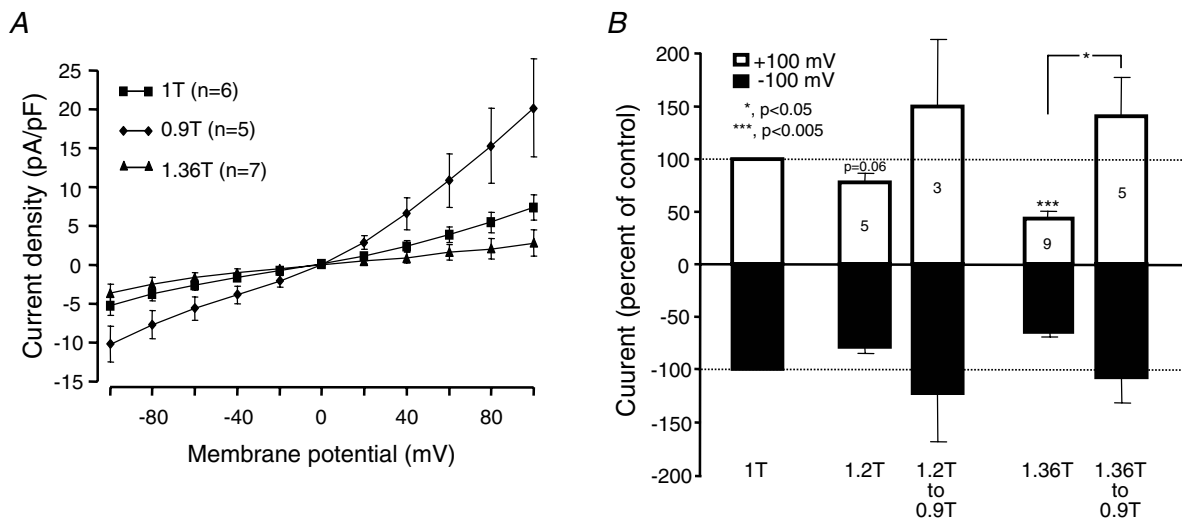 A
Current density (pA/pF)
25
20
15
10
5
0
-5
-10
-15
1T (n=6)
0.9T (n=5)
1.36T (n=7)
-80
-40
0
40
80
Membrane potential (mV)
B
Cuurent (percent of control)
200
150
100
50
0
-50
-100
-150
-200
+100 mV
-100 mV
*, p<0.05
***, p<0.005
p=0.06
5
3
***
9
*
5
1T
1.2T
1.2T
to
0.9T
1.36T
1.36T
to
0.9T